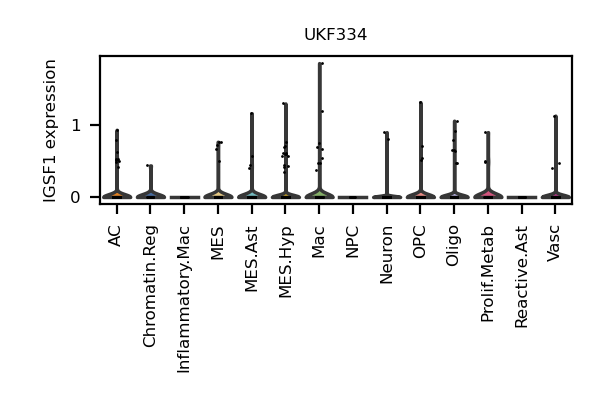 UKF334
IGSF1 expression
1
0
AC
Chromatin.Reg
Inflammatory.Mac
MES
MES.Ast
MES.Hyp
Mac
NPC
Neuron
OPC
Oligo
Prolif.Metab
Reactive.Ast
Vasc